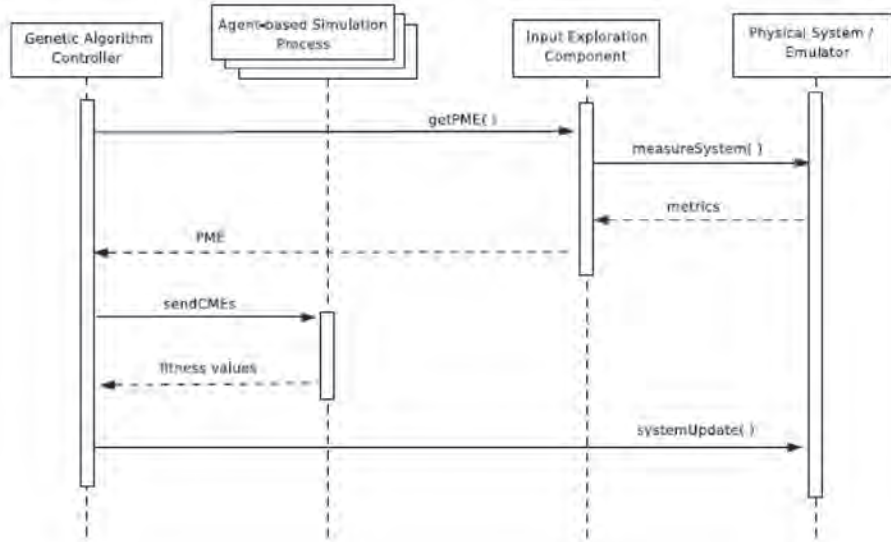 Genetic Algorithm
Controller
Agent-based Simulation
Process
Input Exploration
Component
Physical System /
Emulator
getPME( )
measureSystem( )
metrics
PME
sendCMEs
fitness values
systemUpdate( )